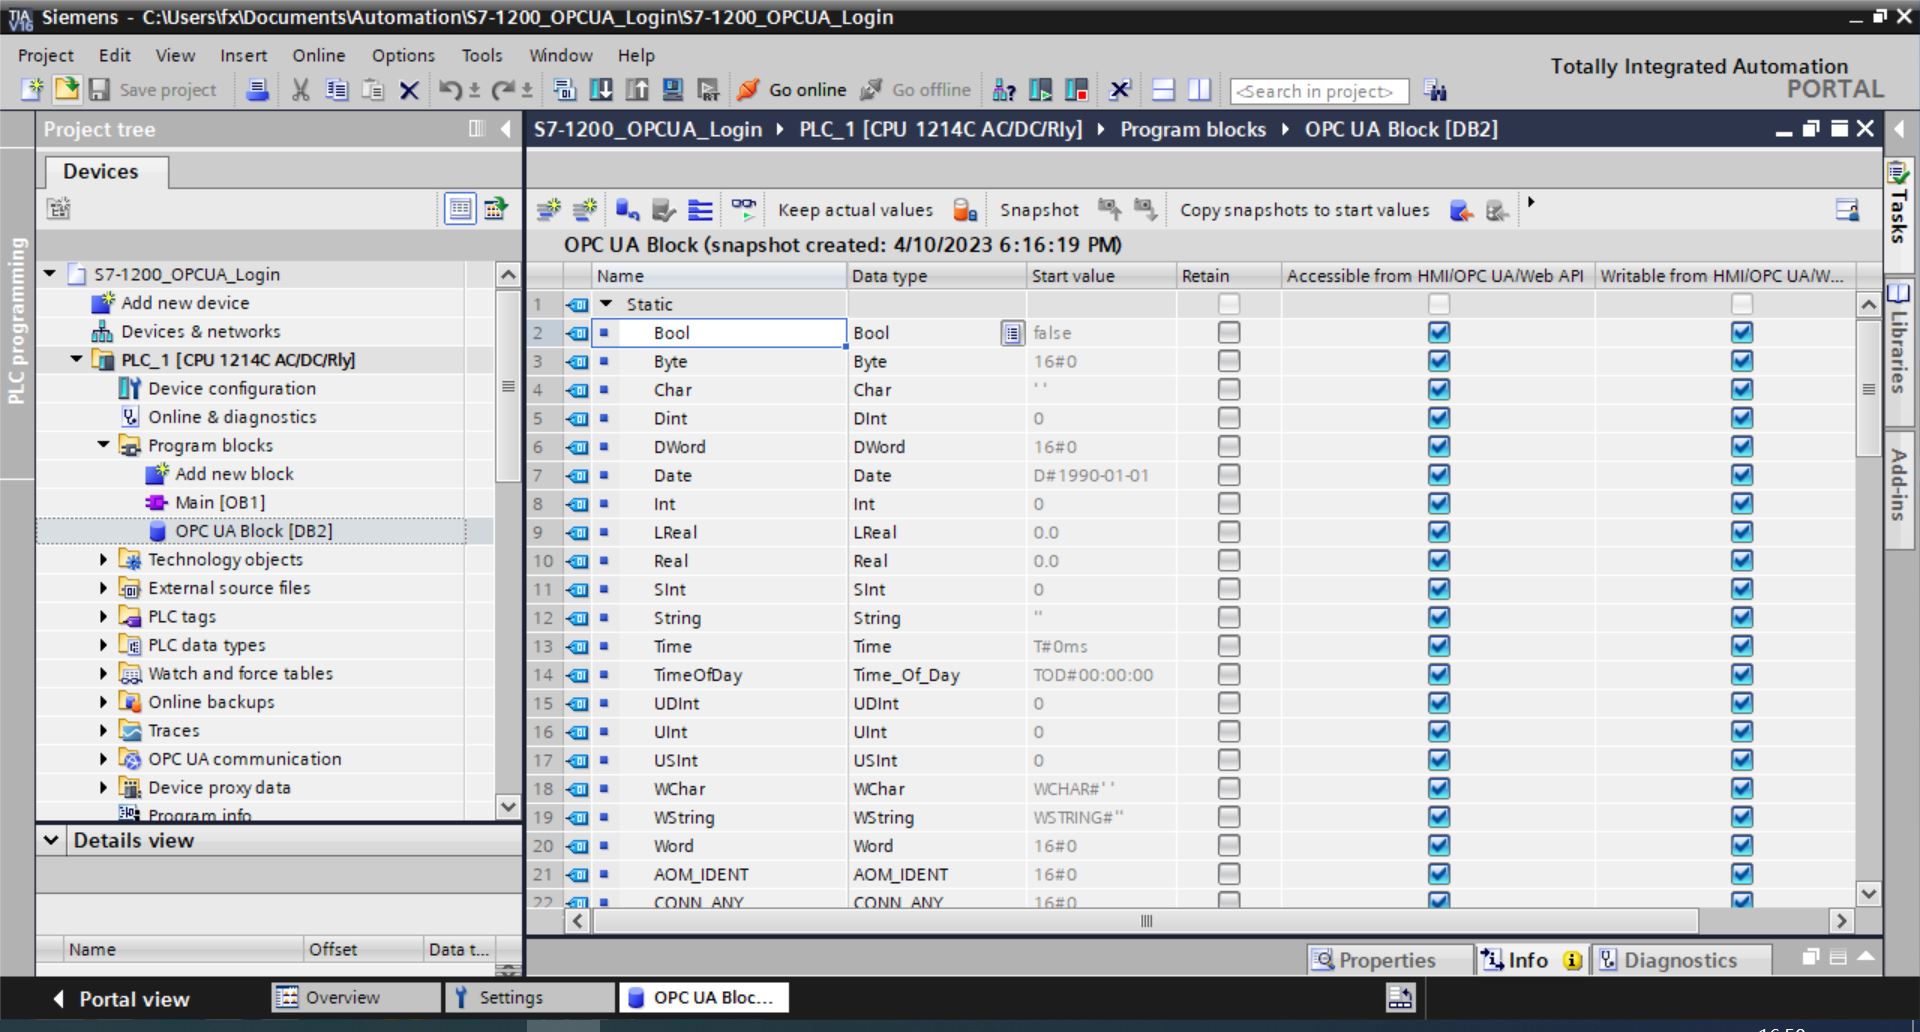 TIA V16 Siemens - C:\Users\fx\Documents\Automation\S7-1200_OPCUA_Login\S7-1200_OPCUA_Login
Project Edit View Insert Online Options Tools Window Help
Totally Integrated Automation
PORTAL
Save project
RT
Go online
Go offline
<Search in project>
Project tree
S7-1200_OPCUA_Login PLC_1 [CPU 1214C AC/DC/Rly] Program blocks OPC UA Block [DB2]
Devices
PLC programming
S7-1200_OPCUA_Login
Add new device
Devices & networks
PLC_1 [CPU 1214C AC/DC/Rly]
Device configuration
Online & diagnostics
Program blocks
Add new block
Main [OB1]
OPC UA Block [DB2]
Technology objects
External source files
PLC tags
PLC data types
Watch and force tables
Online backups
Traces
OPC UA communication
Device proxy data
Program info
Details view
Name Offset Data t...
Keep actual values Snapshot Copy snapshots to start values
OPC UA Block (snapshot created: 4/10/2023 6:16:19 PM)
Name Data type Start value Retain Accessible from HMI/OPC UA/Web API Writable from HMI/OPC UA/W...
1 Static
2 Bool Bool false
3 Byte Byte 16#0
4 Char Char ' '
5 Dint DInt 0
6 DWord DWord 16#0
7 Date Date D#1990-01-01
8 Int Int 0
9 LReal LReal 0.0
10 Real Real 0.0
11 SInt SInt 0
12 String String ''
13 Time Time T#0ms
14 TimeOfDay Time_Of_Day TOD#00:00:00
15 UDInt UDInt 0
16 UInt UInt 0
17 USInt USInt 0
18 WChar WChar WCHAR#' '
19 WString WString WSTRING#''
20 Word Word 16#0
21 AOM_IDENT AOM_IDENT 16#0
22 CONN_ANY CONN_ANY 16#0
Tasks
Libraries
Add-ins
Properties Info Diagnostics
Portal view Overview Settings OPC UA Bloc...